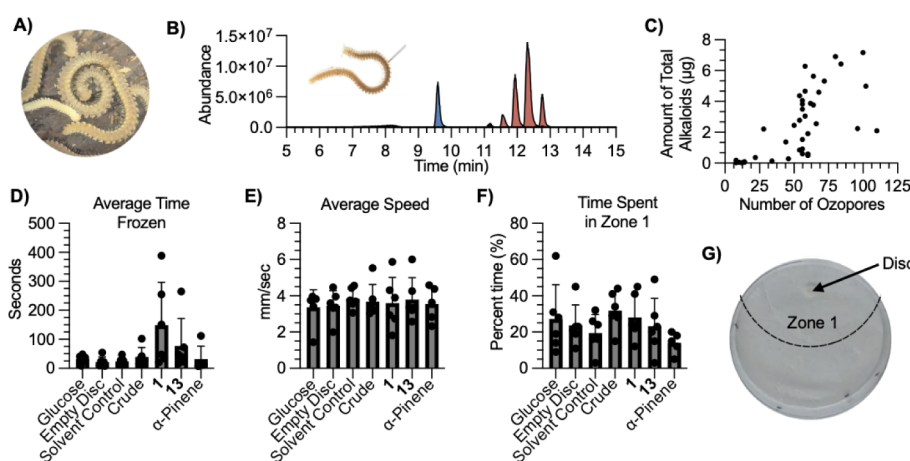 A)
B)
Abundance
1.5×10⁷
1.0×10⁷
5.0×10⁶
0.0
5 6 7 8 9 10 11 12 13 14 15
Time (min)
C)
Amount of Total
Alkaloids (µg)
8
6
4
2
0
0 25 50 75 100 125
Number of Ozopores
D)
Average Time
Frozen
Seconds
500
400
300
200
100
0
Glucose
Empty Disc
Solvent Control
Crude
1
13
α-Pinene
E)
Average Speed
mm/sec
8
6
4
2
0
Glucose
Empty Disc
Solvent Control
Crude
1
13
α-Pinene
F)
Time Spent
in Zone 1
Percent time (%)
80
60
40
20
0
Glucose
Empty Disc
Solvent Control
Crude
1
13
α-Pinene
G)
Disc
Zone 1